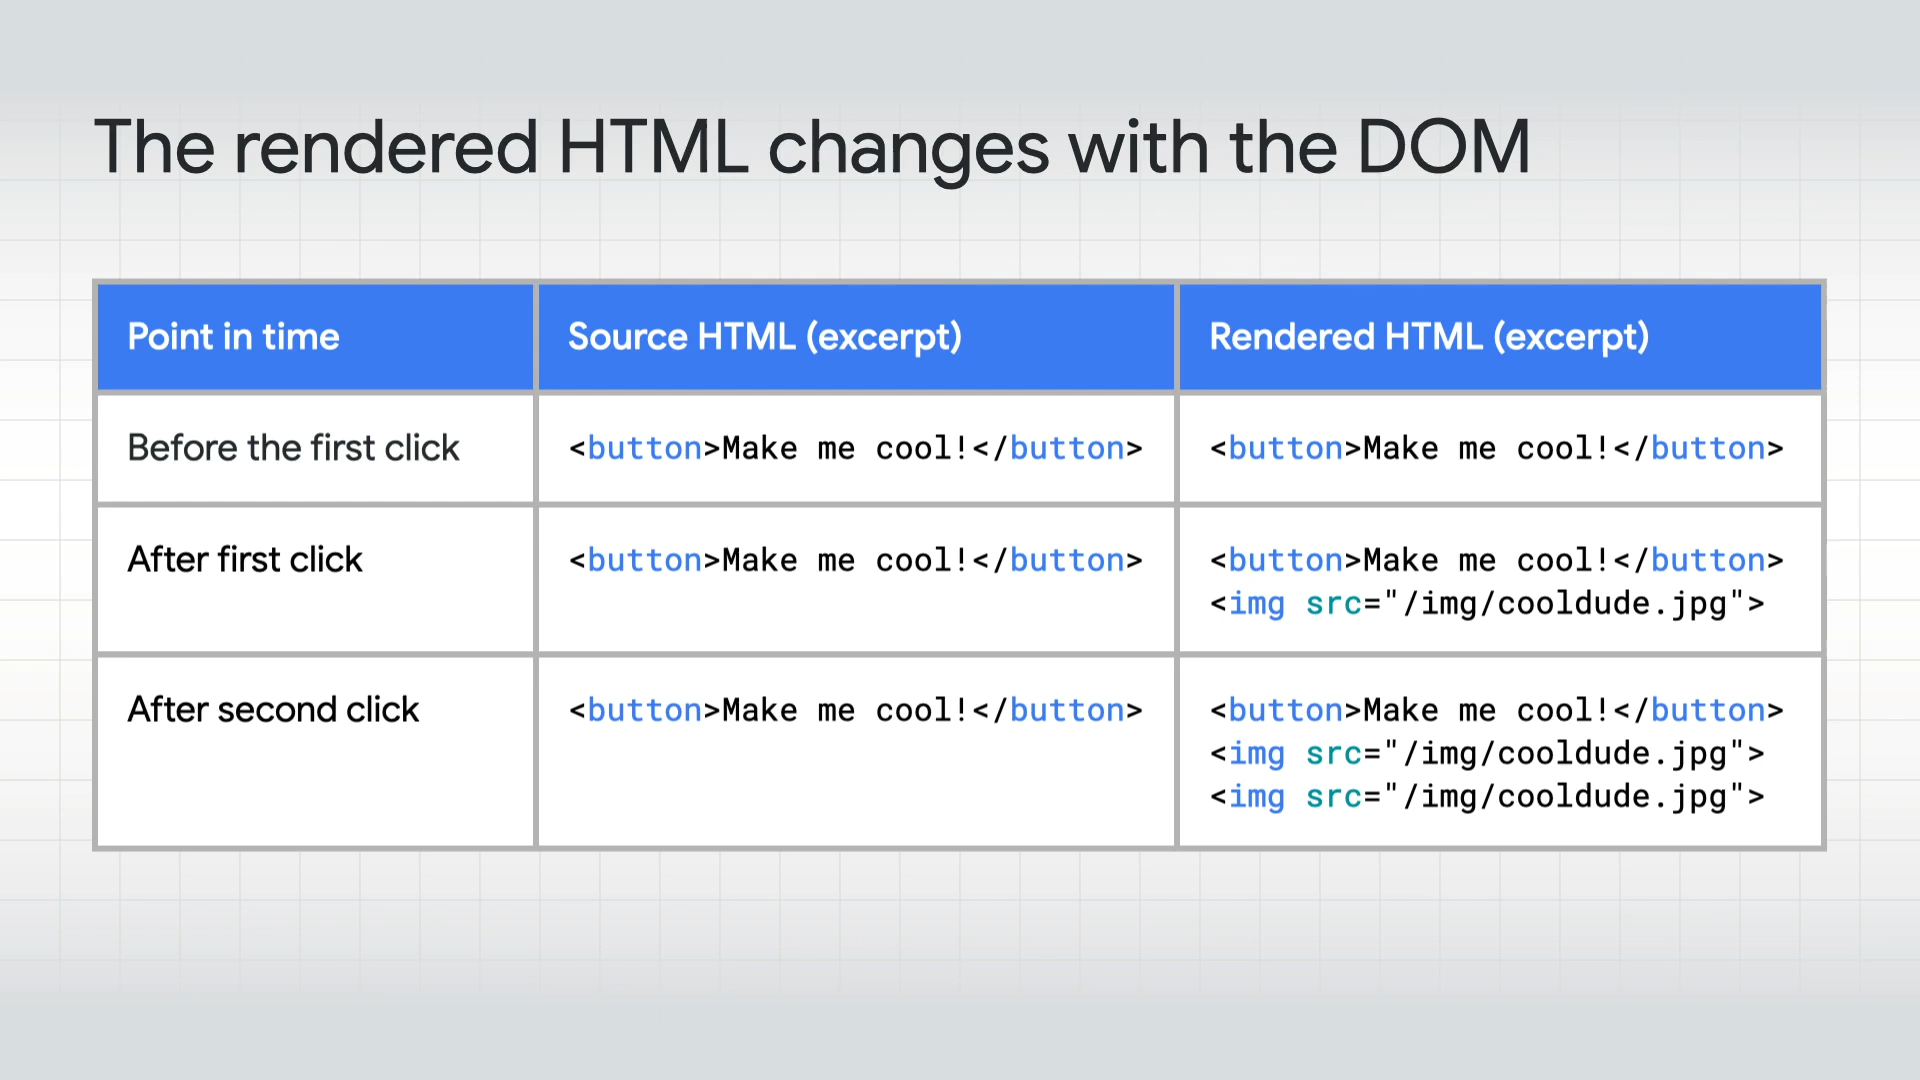 The rendered HTML changes with the DOM
Point in time
Source HTML (excerpt)
Rendered HTML (excerpt)
Before the first click
<button>Make me cool!</button>
<button>Make me cool!</button>
After first click
<button>Make me cool!</button>
<button>Make me cool!</button>
<img src="/img/cooldude.jpg">
After second click
<button>Make me cool!</button>
<button>Make me cool!</button>
<img src="/img/cooldude.jpg">
<img src="/img/cooldude.jpg">